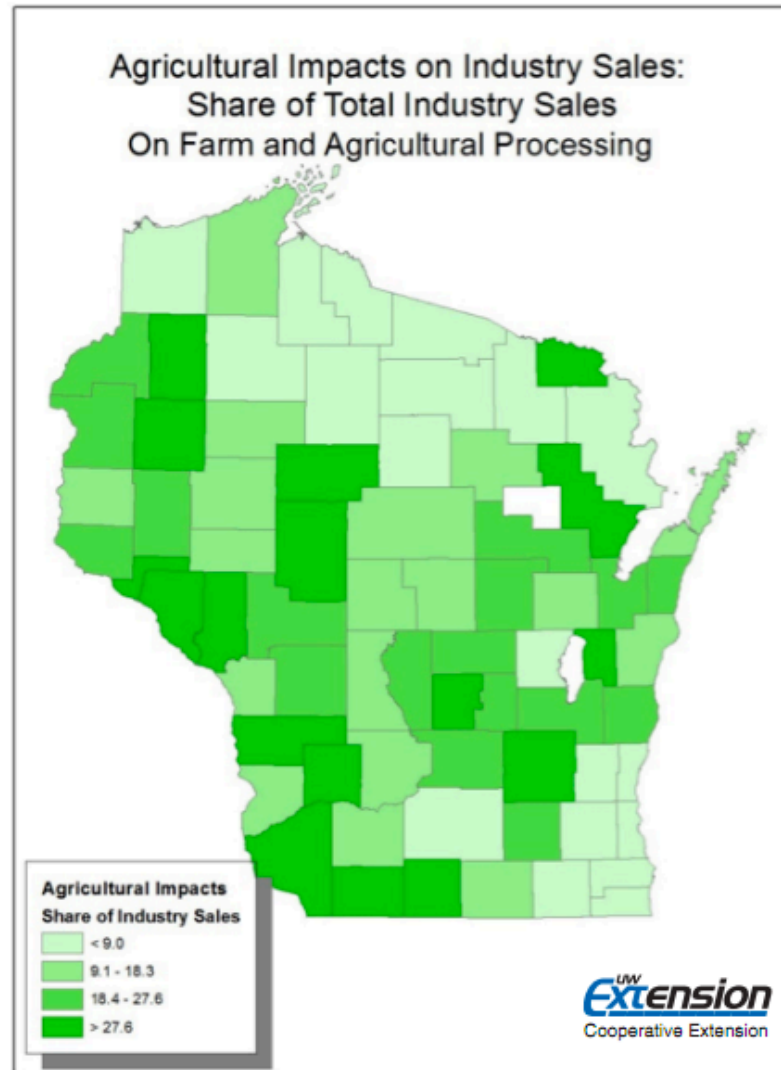 Agricultural Impacts on Industry Sales:
Share of Total Industry Sales
On Farm and Agricultural Processing
Agricultural Impacts
Share of Industry Sales
< 9.0
9.1 - 18.3
18.4 - 27.6
> 27.6
UW
Extension
Cooperative Extension